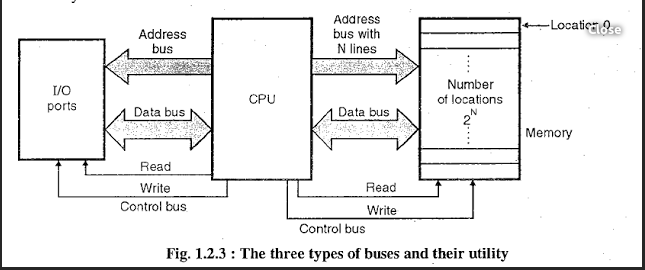 Address
bus
Address
bus with
N lines
Location 0
Close
I/O
ports
CPU
Number
of locations
2^N
Data bus
Data bus
Memory
Read
Write
Control bus
Read
Write
Control bus
Fig. 1.2.3 : The three types of buses and their utility